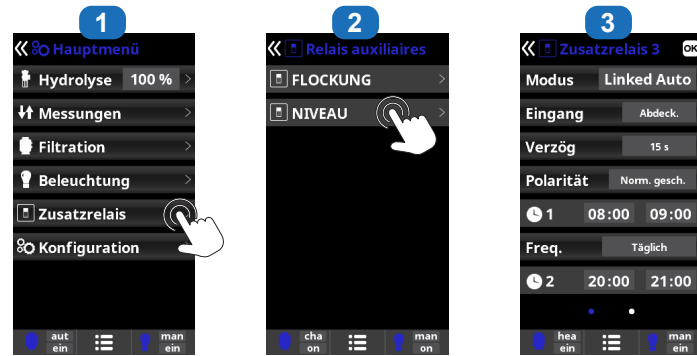 1
Hauptmenü
Hydrolyse 100 %
Messungen
Filtration
Beleuchtung
Zusatzrelais
Konfiguration
aut
ein
man
ein
2
Relais auxiliaires
FLOCKUNG
NIVEAU
cha
on
man
on
3
Zusatzrelais 3 OK
Modus Linked Auto
Eingang Abdeck.
Verzög 15 s
Polarität Norm. gesch.
1 08:00 09:00
Freq. Täglich
2 20:00 21:00
hea
ein
man
ein